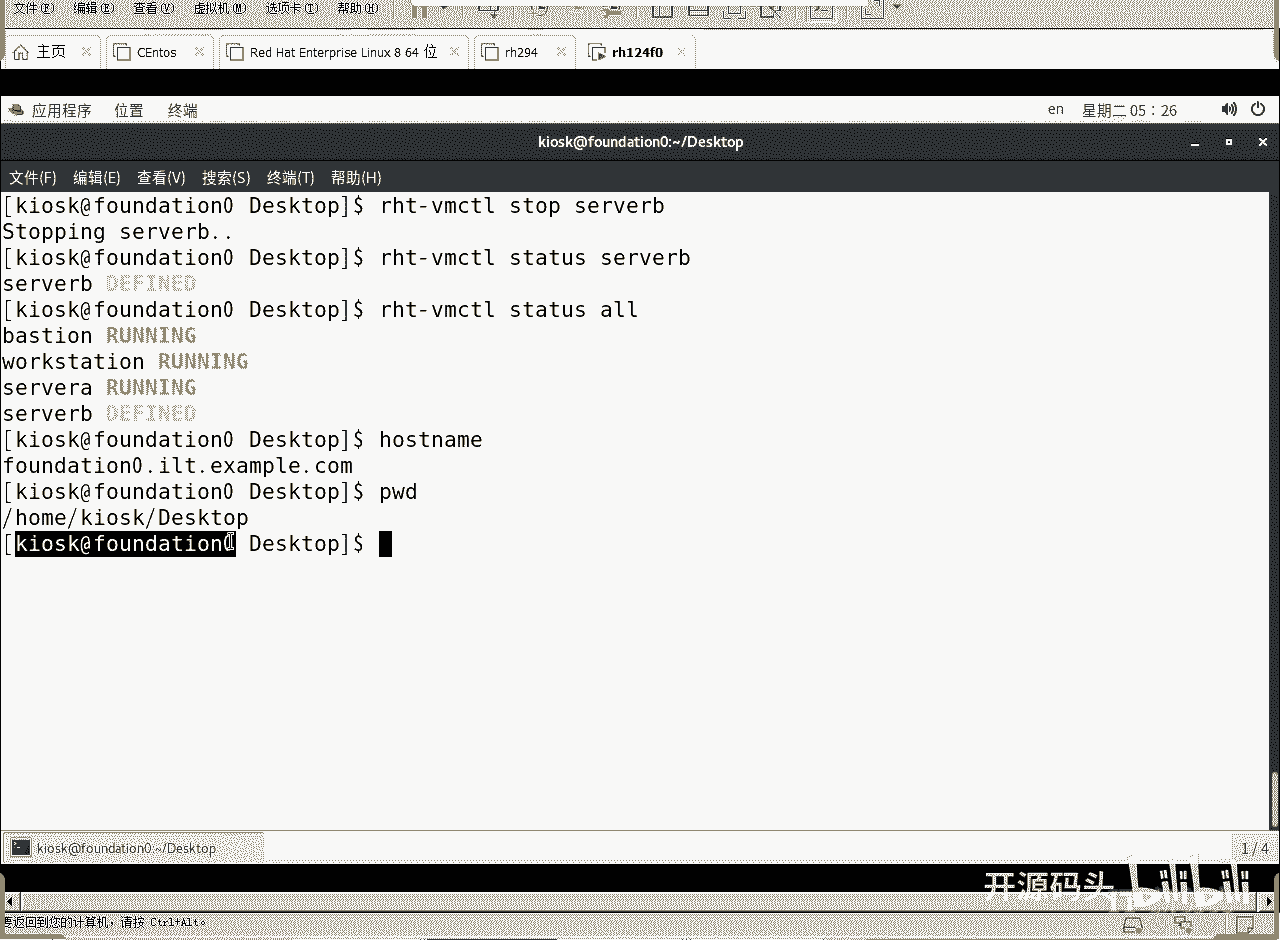 文件(F) 编辑(E) 查看(V) 虚拟机(M) 选项卡(T) 帮助(H)
主页 CEntos Red Hat Enterprise Linux 8 64 位 rh294 rh124f0
应用程序 位置 终端 en 星期二 05：26
kiosk@foundation0:~/Desktop
文件(F) 编辑(E) 查看(V) 搜索(S) 终端(T) 帮助(H)
[kiosk@foundation0 Desktop]$ rht-vmctl stop serverb
Stopping serverb..
[kiosk@foundation0 Desktop]$ rht-vmctl status serverb
serverb DEFINED
[kiosk@foundation0 Desktop]$ rht-vmctl status all
bastion RUNNING
workstation RUNNING
servera RUNNING
serverb DEFINED
[kiosk@foundation0 Desktop]$ hostname
foundation0.ilt.example.com
[kiosk@foundation0 Desktop]$ pwd
/home/kiosk/Desktop
[kiosk@foundation0 Desktop]$
kiosk@foundation0:~/Desktop 1 / 4
开源码头 bilibili
要返回到您的计算机，请按 Ctrl+Alt。